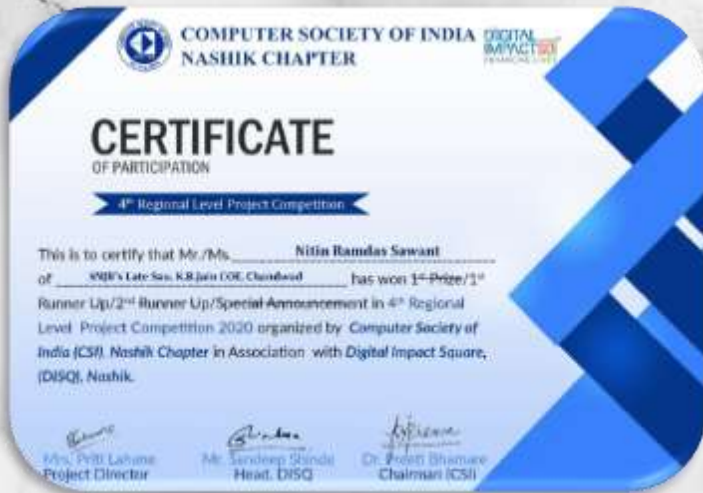 COMPUTER SOCIETY OF INDIA
NASHIK CHAPTER
DIGITAL
IMPACT
CERTIFICATE
OF PARTICIPATION
4th Regional Level Project Competition
This is to certify that Mr./Ms. Nitin Ramdas Sawant
of SNJB's Late Sau. K.B.Jain COE, Chandwad has won 1st Prize/1st
Runner Up/2nd Runner Up/Special Announcement in 4th Regional
Level Project Competition 2020 organized by Computer Society of
India (CSI), Nashik Chapter in Association with Digital Impact Square,
(DISQ), Nashik.
Mrs. Priti Lahane
Mr. Sandeep Shinde
Dr. Preeti Bhamare
Project Director
Head, DISQ
Chairman (CSI)